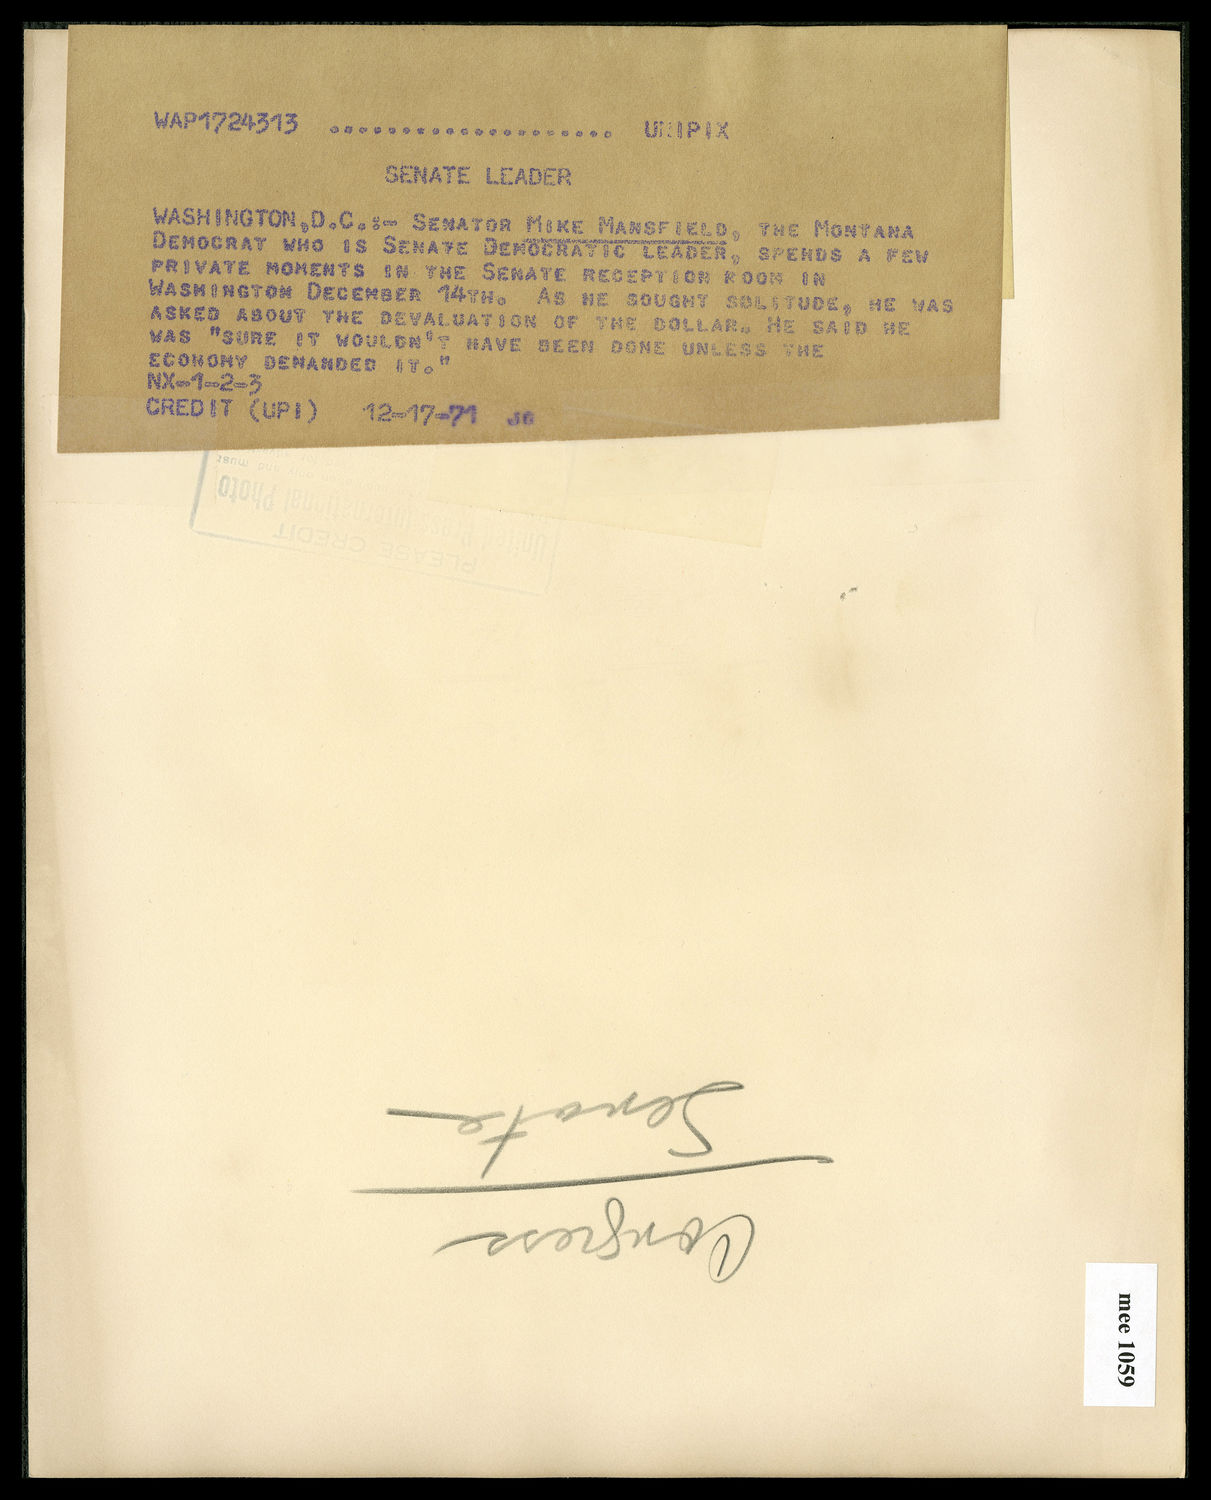 WAP1724313 .................... UNIPIX
SENATE LEADER
WASHINGTON,D.C.:- SENATOR MIKE MANSFIELD, THE MONTANA
DEMOCRAT WHO IS SENATE DEMOCRATIC LEADER, SPENDS A FEW
PRIVATE MOMENTS IN THE SENATE RECEPTION ROOM IN
WASHINGTON DECEMBER 14TH. AS HE SOUGHT SOLITUDE, HE WAS
ASKED ABOUT THE DEVALUATION OF THE DOLLAR. HE SAID HE
WAS "SURE IT WOULDN'T HAVE BEEN DONE UNLESS THE
ECONOMY DEMANDED IT."
NX-1-2-3
CREDIT (UPI) 12-17-71 JG
PLEASE CREDIT
United Press International Photo
only and must
Congress
Senate
mee 1059